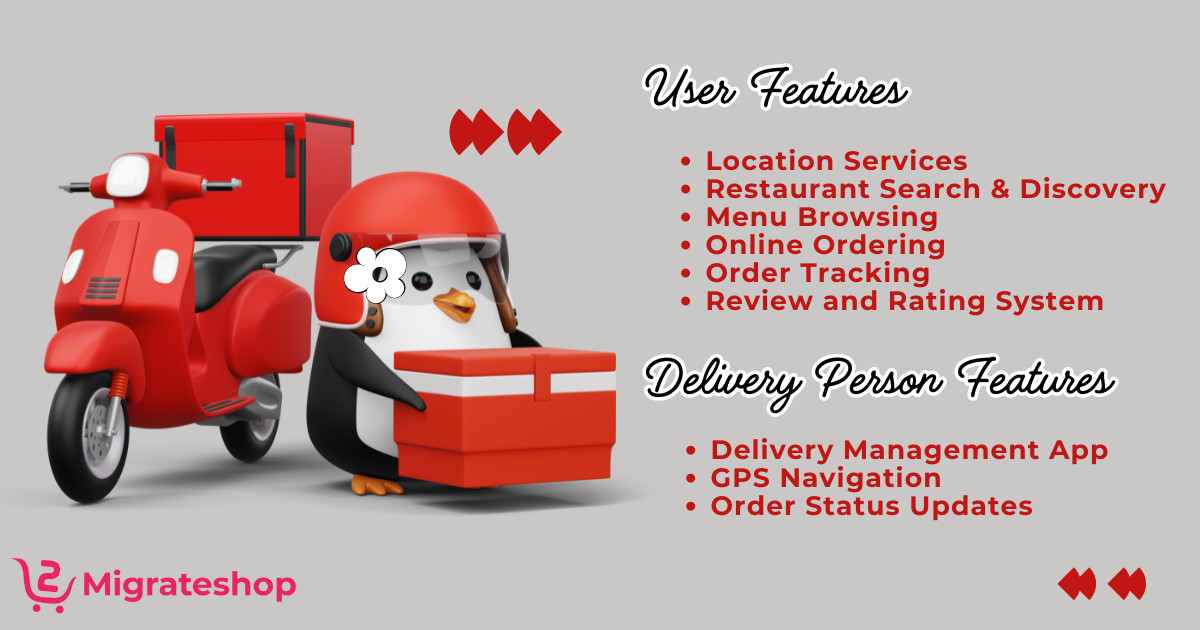 User Features
Location Services
Restaurant Search & Discovery
Menu Browsing
Online Ordering
Order Tracking
Review and Rating System
Delivery Person Features
Delivery Management App
GPS Navigation
Order Status Updates
Migrateshop